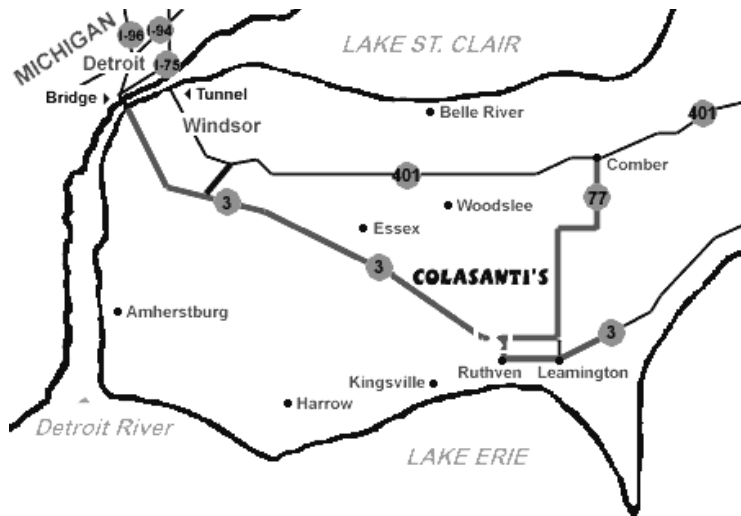 MICHIGAN
I-96
I-94
I-75
Detroit
Bridge
Tunnel
Windsor
LAKE ST. CLAIR
Belle River
401
401
Comber
77
3
Woodslee
Essex
3
COLASANTI'S
Amherstburg
3
Ruthven
Leamington
Kingsville
Harrow
Detroit River
LAKE ERIE